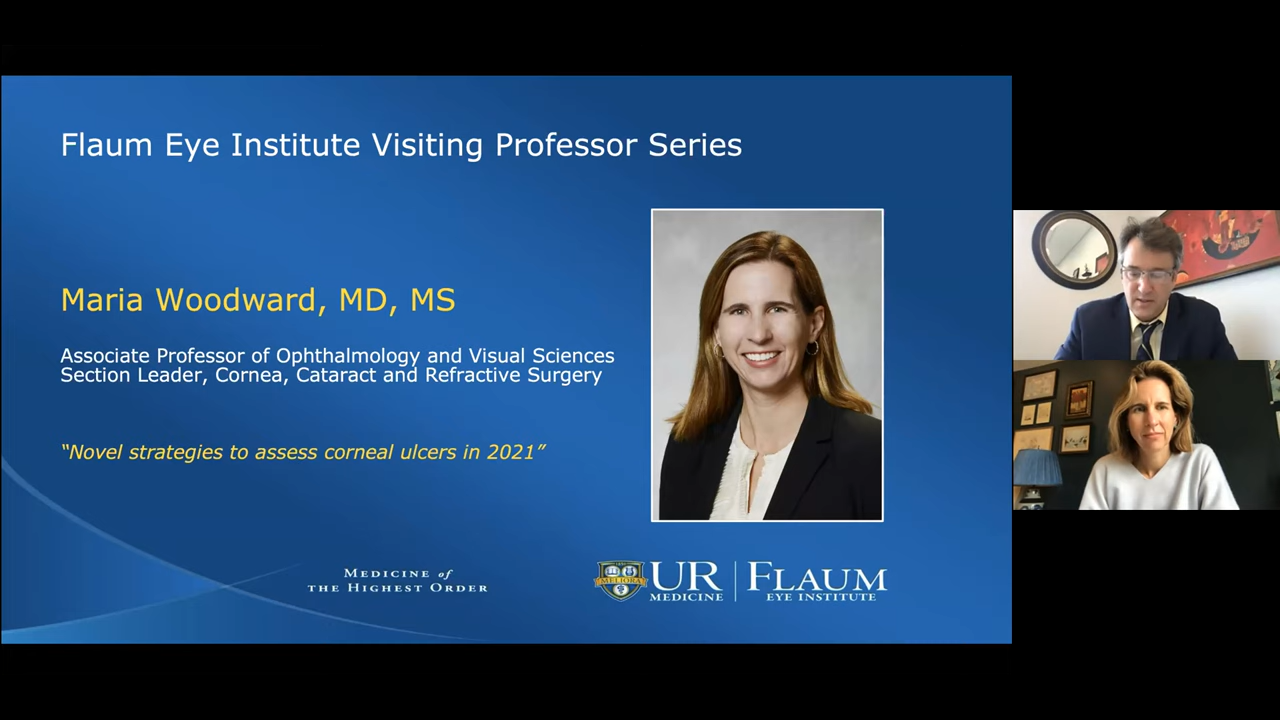 Flaum Eye Institute Visiting Professor Series
Maria Woodward, MD, MS
Associate Professor of Ophthalmology and Visual Sciences
Section Leader, Cornea, Cataract and Refractive Surgery
“Novel strategies to assess corneal ulcers in 2021”
MEDICINE of
THE HIGHEST ORDER
MELIORA
UR
MEDICINE
FLAUM
EYE INSTITUTE